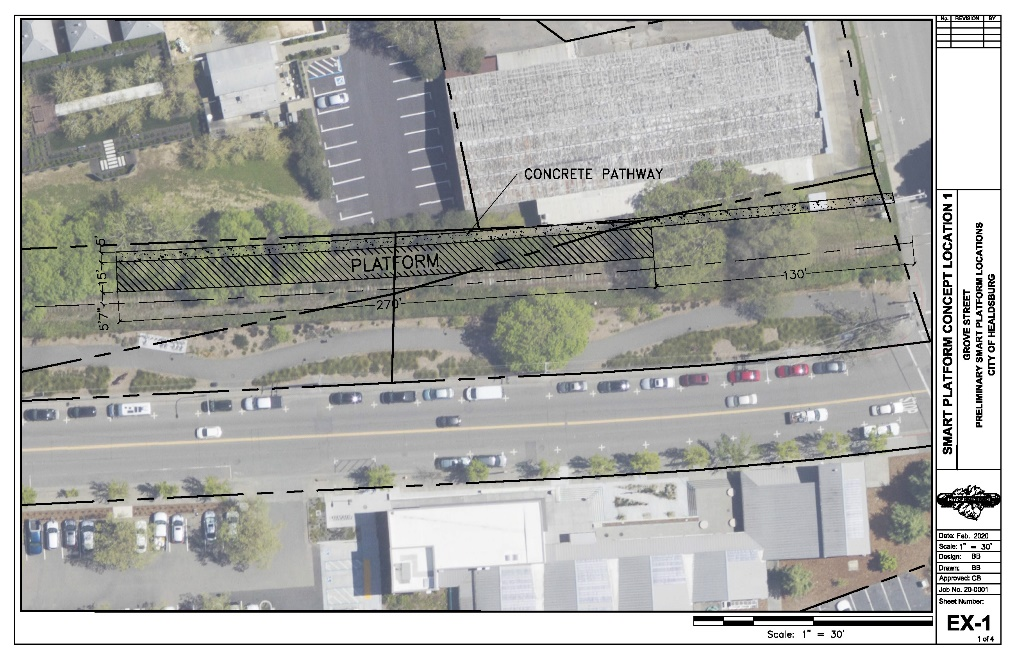 No. REVISION BY
CONCRETE PATHWAY
PLATFORM
5'
15'
5'7"
270'
130'
STOP
SMART PLATFORM CONCEPT LOCATION 1
GROVE STREET
PRELIMINARY SMART PLATFORM LOCATIONS
CITY OF HEALDSBURG
Date: Feb. 2020
Scale: 1" = 30'
Design: BB
Drawn: BB
Approved: CB
Job No. 20-0001
Sheet Number:
EX-1
1 of 4
Scale: 1" = 30'